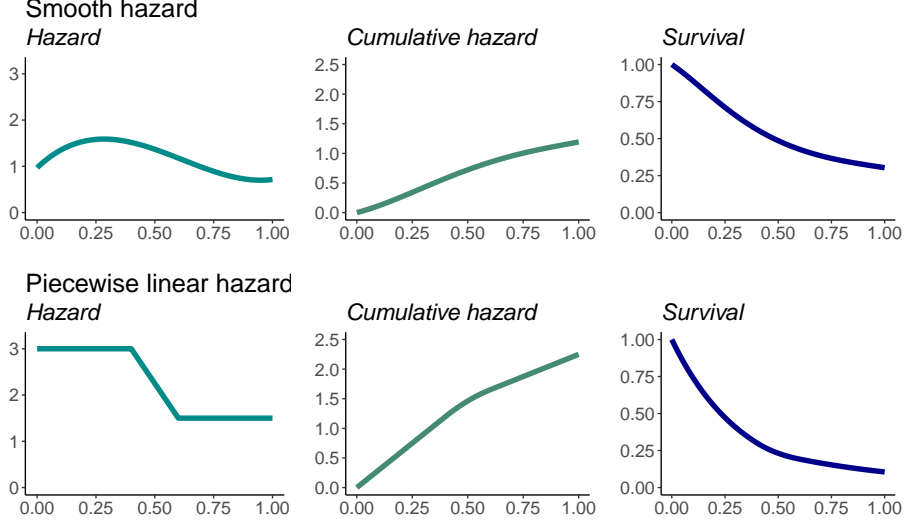 Smooth hazard
Hazard
Cumulative hazard
Survival
3
2
1
0
0.00 0.25 0.50 0.75 1.00
2.5
2.0
1.5
1.0
0.5
0.0
0.00 0.25 0.50 0.75 1.00
1.00
0.75
0.50
0.25
0.00
0.00 0.25 0.50 0.75 1.00
Piecewise linear hazard
Hazard
Cumulative hazard
Survival
3
2
1
0
0.00 0.25 0.50 0.75 1.00
2.5
2.0
1.5
1.0
0.5
0.0
0.00 0.25 0.50 0.75 1.00
1.00
0.75
0.50
0.25
0.00
0.00 0.25 0.50 0.75 1.00